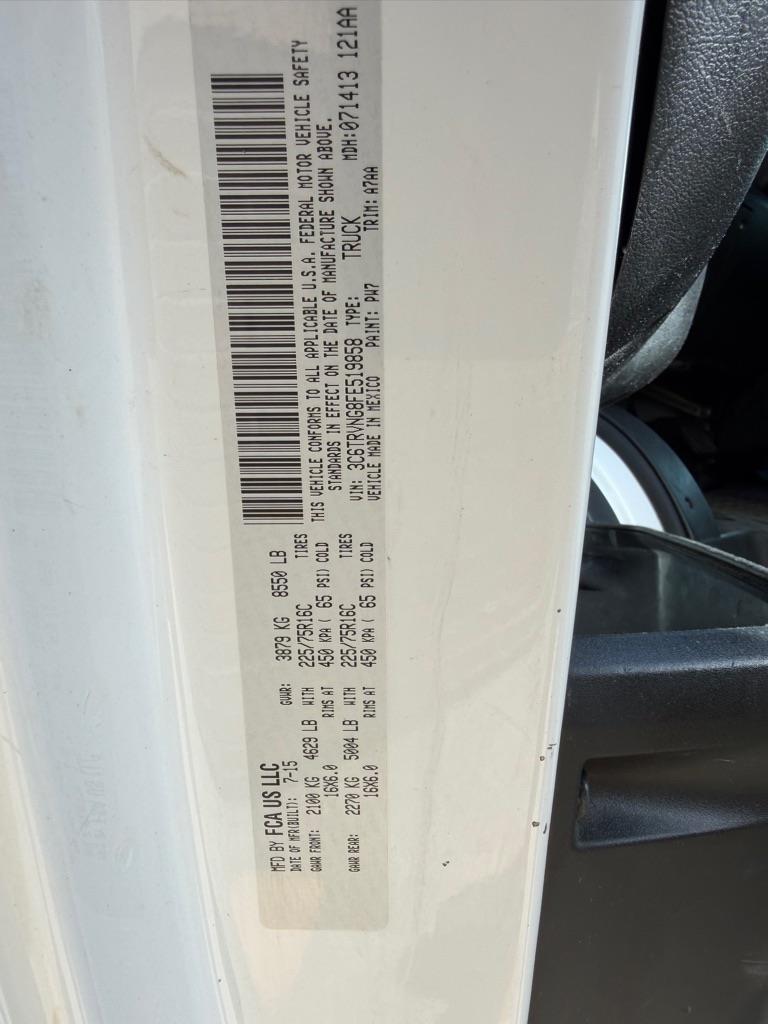 MFD BY FCA US LLC
DATE OF MFR(BUILT): 7-15 GVWR: 3879 KG 8550 LB
GAWR FRONT: 2100 KG 4629 LB WITH 225/75R16C TIRES
16X6.0 RIMS AT 450 KPA ( 65 PSI) COLD
GAWR REAR: 2270 KG 5004 LB WITH 225/75R16C TIRES
16X6.0 RIMS AT 450 KPA ( 65 PSI) COLD
THIS VEHICLE CONFORMS TO ALL APPLICABLE U.S.A. FEDERAL MOTOR VEHICLE SAFETY
STANDARDS IN EFFECT ON THE DATE OF MANUFACTURE SHOWN ABOVE.
VIN: 3C6TRVNG8FE519858 TYPE: TRUCK MDH:071413 121AA
VEHICLE MADE IN MEXICO PAINT: PW7 TRIM: A7AA